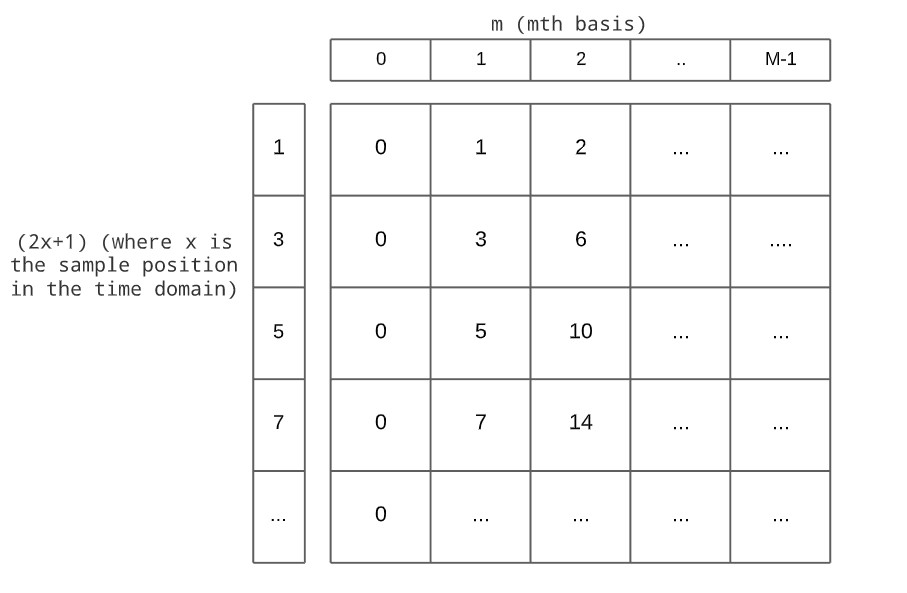 m (mth basis)
0 1 2 .. M-1
1 0 1 2 ... ...
3 0 3 6 ... ....
(2x+1) (where x is
the sample position
in the time domain)
5 0 5 10 ... ...
7 0 7 14 ... ...
... 0 ... ... ... ...